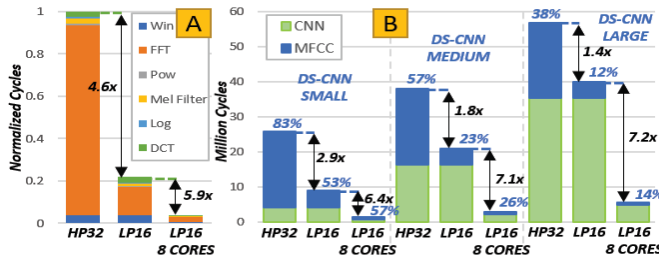 A
Normalized Cycles
1
0.8
0.6
0.4
0.2
0
Win
FFT
Pow
Mel Filter
Log
DCT
4.6x
5.9x
HP32 LP16 LP16
8 CORES
B
Million Cycles
60
50
40
30
20
10
0
CNN
MFCC
DS-CNN
SMALL
83%
2.9x
53%
6.4x
57%
HP32 LP16 LP16
8 CORES
DS-CNN
MEDIUM
57%
1.8x
23%
7.1x
26%
HP32 LP16 LP16
8 CORES
DS-CNN
LARGE
38%
1.4x
12%
7.2x
14%
HP32 LP16 LP16
8 CORES